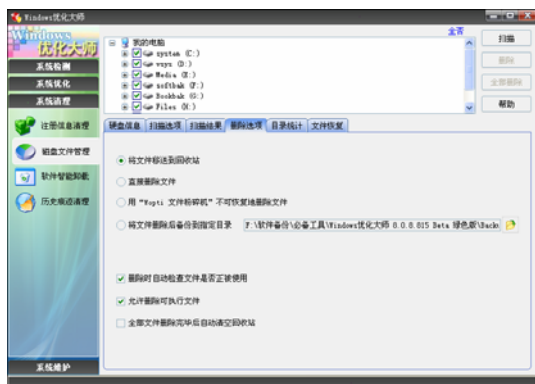 Windows优化大师
Windows
优化大师
系统检测
系统优化
系统清理
注册信息清理
磁盘文件管理
软件智能卸载
历史痕迹清理
系统维护
全否
我的电脑
system (C:)
vsys (D:)
Media (E:)
softbak (F:)
Bookbak (G:)
Files (H:)
扫描
删除
全部删除
帮助
硬盘信息 扫描选项 扫描结果 删除选项 目录统计 文件恢复
将文件移送到回收站
直接删除文件
用“Wopti 文件粉碎机”不可恢复地删除文件
将文件删除后备份到指定目录 F:\软件备份\必备工具\Windows优化大师 8.0.8.815 Beta 绿色版\Backu
删除时自动检查文件是否正被使用
允许删除可执行文件
全部文件删除完毕后自动清空回收站